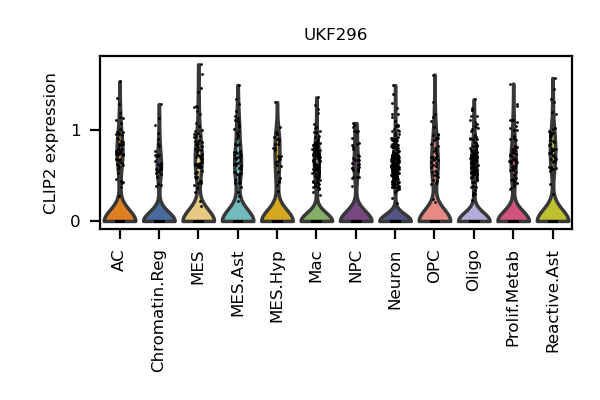 UKF296
CLIP2 expression
1
0
AC
Chromatin.Reg
MES
MES.Ast
MES.Hyp
Mac
NPC
Neuron
OPC
Oligo
Prolif.Metab
Reactive.Ast